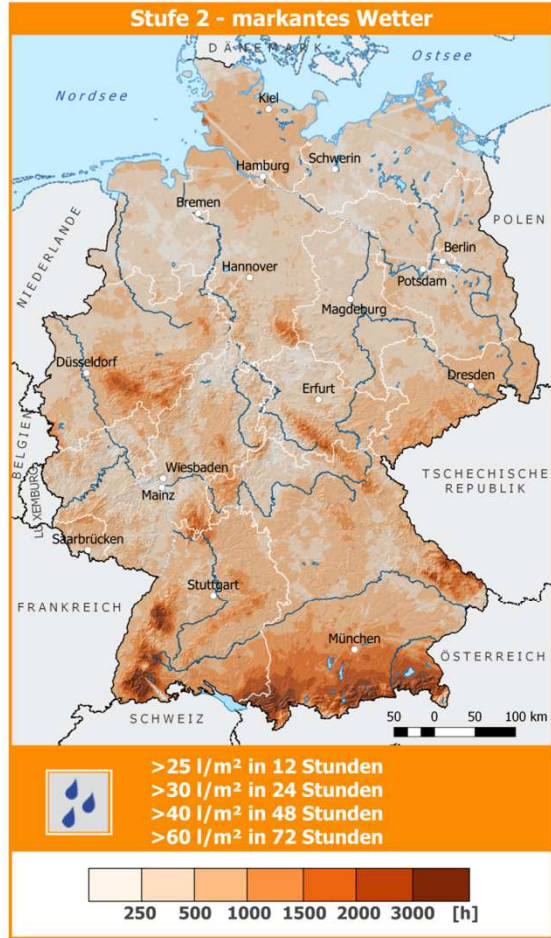 Stufe 2 - markantes Wetter
DÄNEMARK
Ostsee
Nordsee
Kiel
Schwerin
Hamburg
Bremen
POLEN
NIEDERLANDE
Berlin
Hannover
Potsdam
Magdeburg
Düsseldorf
Dresden
Erfurt
BELGIEN
Wiesbaden
TSCHECHISCHE
REPUBLIK
Mainz
LUXEMBURG
Saarbrücken
Stuttgart
FRANKREICH
München
ÖSTERREICH
SCHWEIZ
50 0 50 100 km
>25 l/m² in 12 Stunden
>30 l/m² in 24 Stunden
>40 l/m² in 48 Stunden
>60 l/m² in 72 Stunden
250 500 1000 1500 2000 3000 [h]